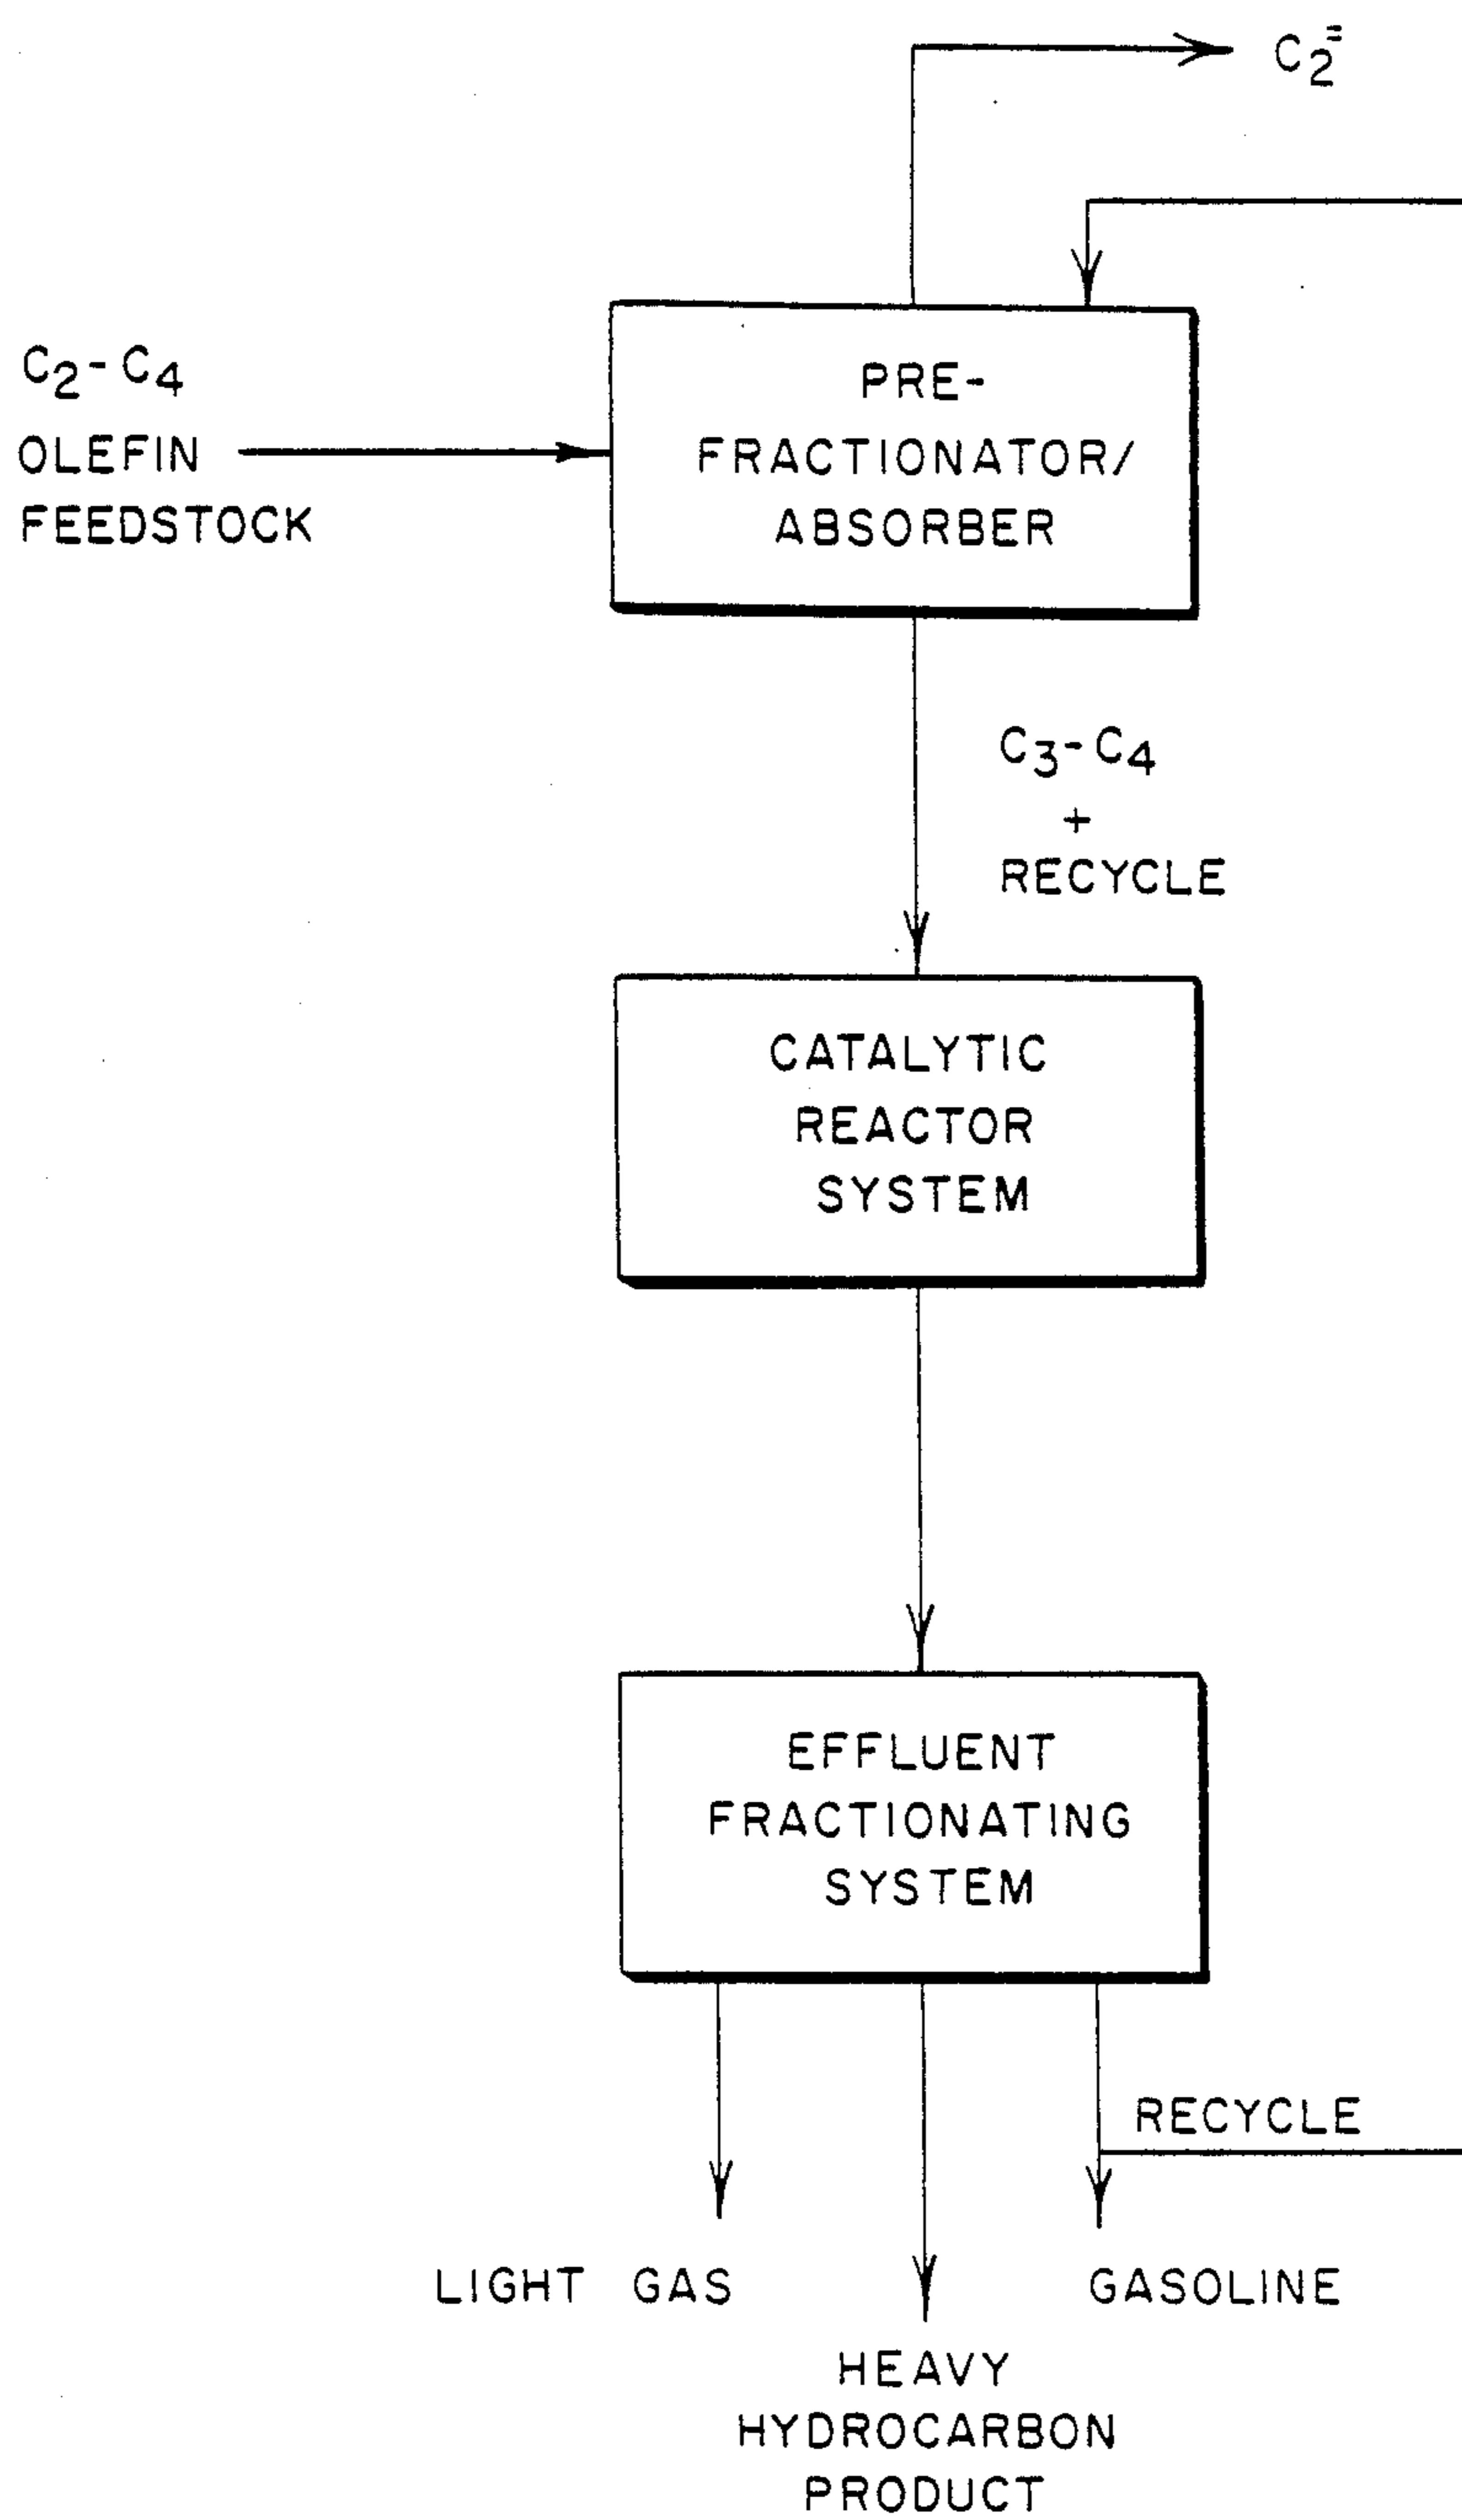 C₂⁼
C₂-C₄
OLEFIN
FEEDSTOCK
PRE-
FRACTIONATOR/
ABSORBER
C₃-C₄
+
RECYCLE
CATALYTIC
REACTOR
SYSTEM
EFFLUENT
FRACTIONATING
SYSTEM
RECYCLE
LIGHT GAS
GASOLINE
HEAVY
HYDROCARBON
PRODUCT